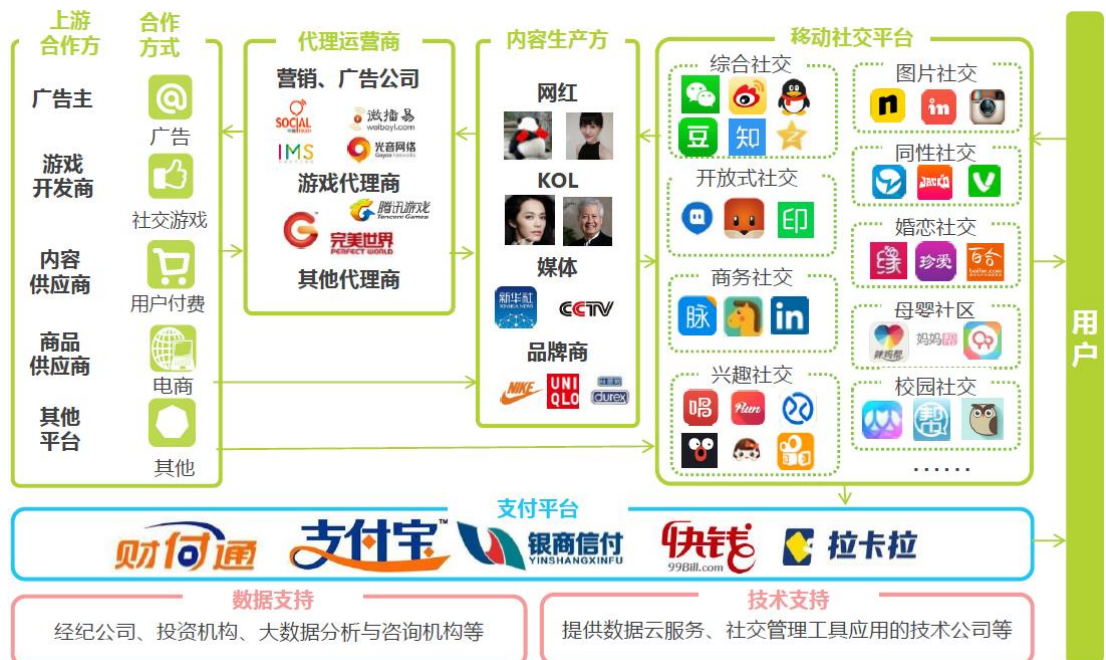 上游
合作方
合作
方式
广告主
广告
游戏
开发商
社交游戏
内容
供应商
用户付费
商品
供应商
电商
其他
平台
其他
代理运营商
营销、广告公司
SOCIAL
微播易
weiboyi.com
IMS
光音网络
游戏代理商
腾讯游戏
Tencent Games
完美世界
PERFECT WORLD
其他代理商
内容生产方
网红
KOL
媒体
新华社
XINHUA NEWS
CCTV
品牌商
NIKE
UNI
QLO
durex
移动社交平台
综合社交
豆
知
开放式社交
印
商务社交
脉
in
兴趣社交
唱
Run
图片社交
n
in
同性社交
JACK'D
婚恋社交
缘
珍爱
百合
baihe.com
母婴社区
辣妈帮
妈妈
校园社交
帮
······
用户
支付平台
财付通
支付宝™
银商信付
YINSHANGXINFU
快钱
99Bill.com
拉卡拉
数据支持
经纪公司、投资机构、大数据分析与咨询机构等
技术支持
提供数据云服务、社交管理工具应用的技术公司等